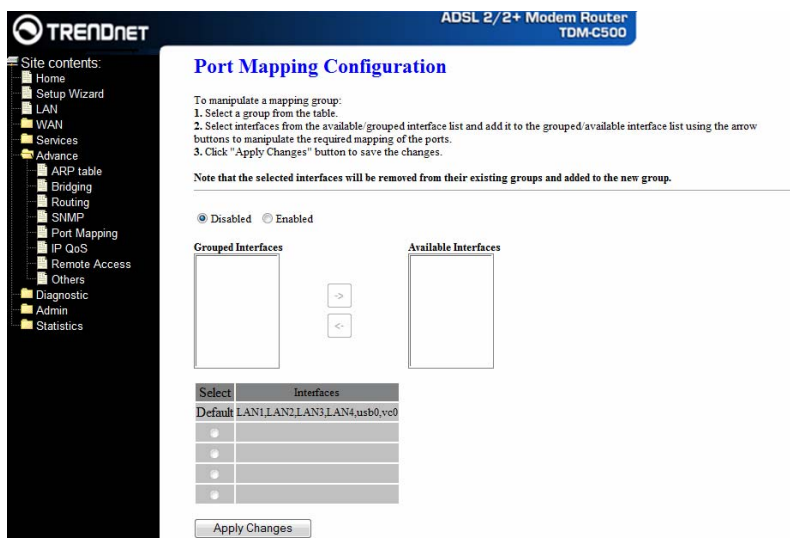 TRENDNET
ADSL 2/2+ Modem Router
TDM-C500
Site contents:
Home
Setup Wizard
LAN
WAN
Services
Advance
ARP table
Bridging
Routing
SNMP
Port Mapping
IP QoS
Remote Access
Others
Diagnostic
Admin
Statistics
Port Mapping Configuration
To manipulate a mapping group:
1. Select a group from the table.
2. Select interfaces from the available/grouped interface list and add it to the grouped/available interface list using the arrow
buttons to manipulate the required mapping of the ports.
3. Click "Apply Changes" button to save the changes.
Note that the selected interfaces will be removed from their existing groups and added to the new group.
Disabled Enabled
Grouped Interfaces Available Interfaces
->
<-
Select Interfaces
Default LAN1,LAN2,LAN3,LAN4,usb0,vc0
Apply Changes